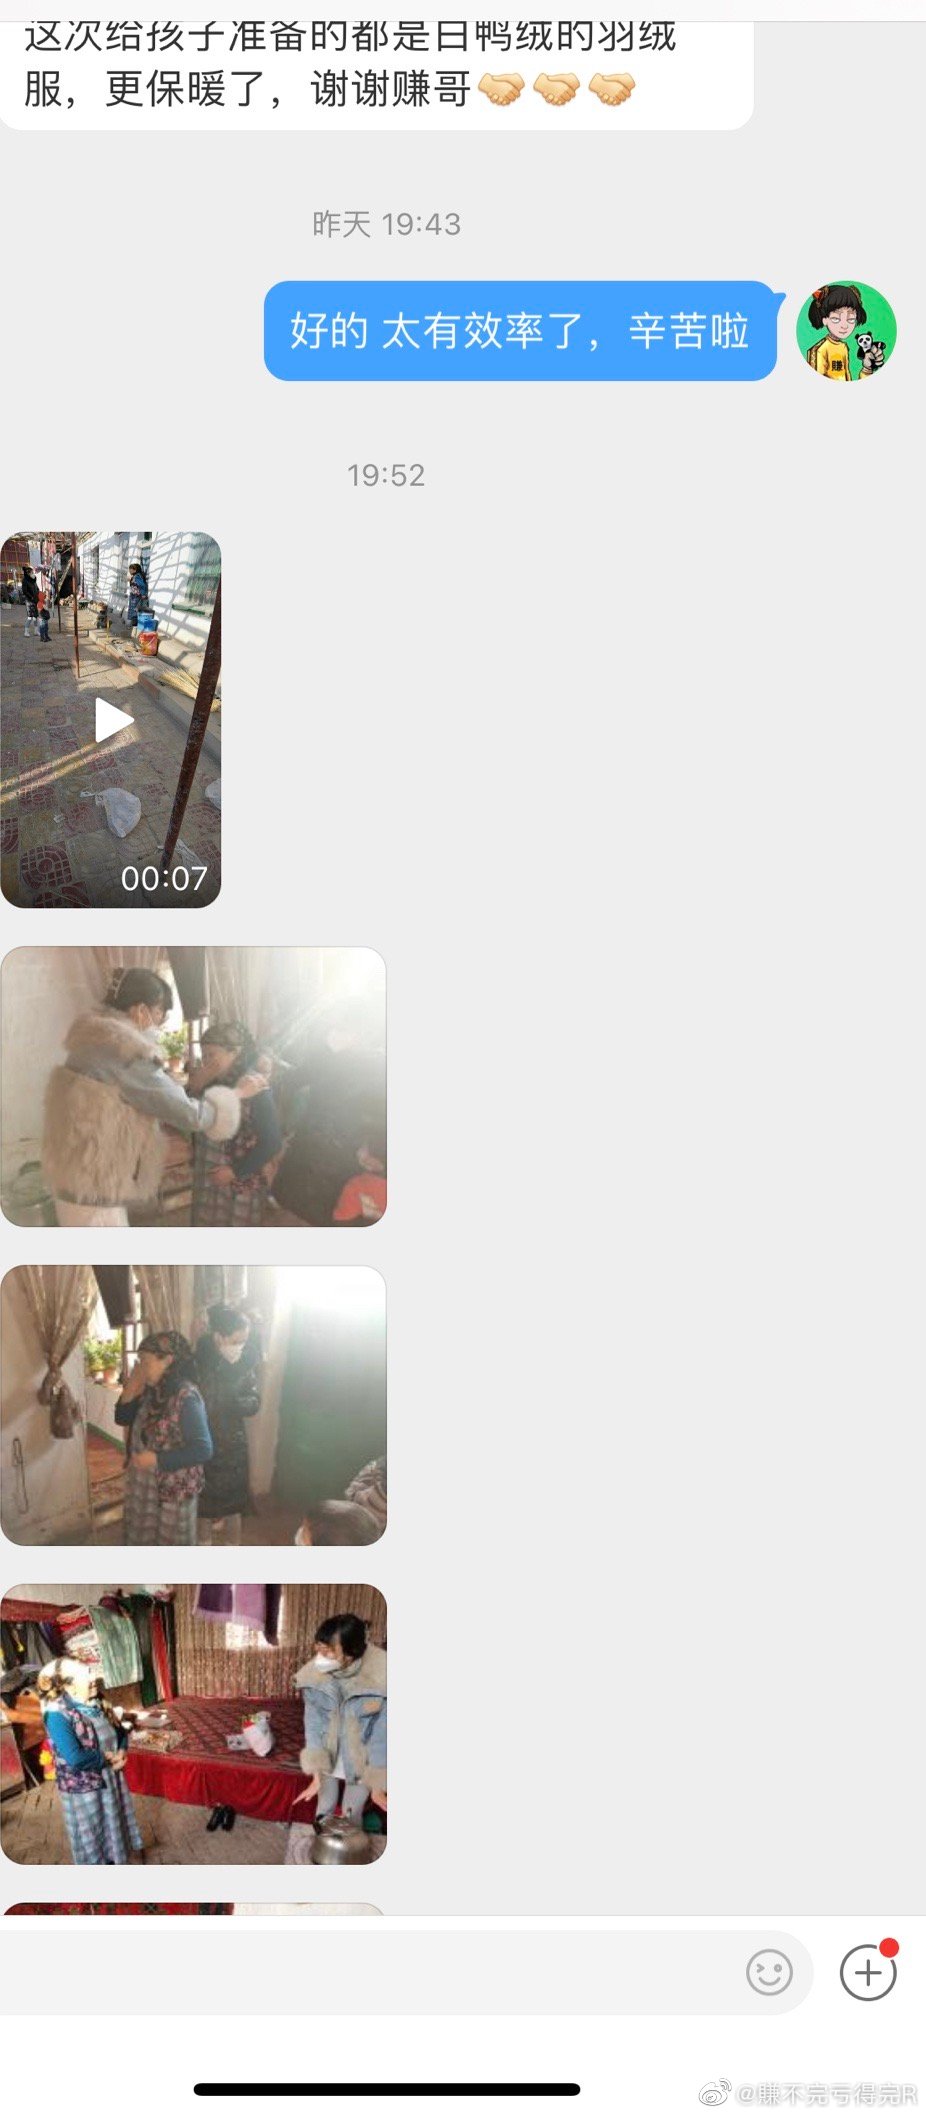 这次给孩子准备的都是白鸭绒的羽绒
服，更保暖了，谢谢赚哥🤝🏻🤝🏻🤝🏻
昨天 19:43
好的 太有效率了，辛苦啦
賺
19:52
00:07
@賺不完亏得完R